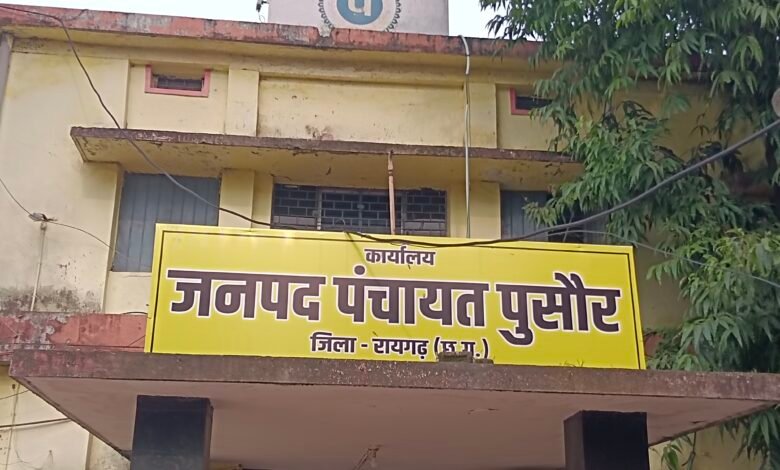 कार्यालय
जनपद पंचायत पुसौर
जिला - रायगढ़ (छ.ग.)